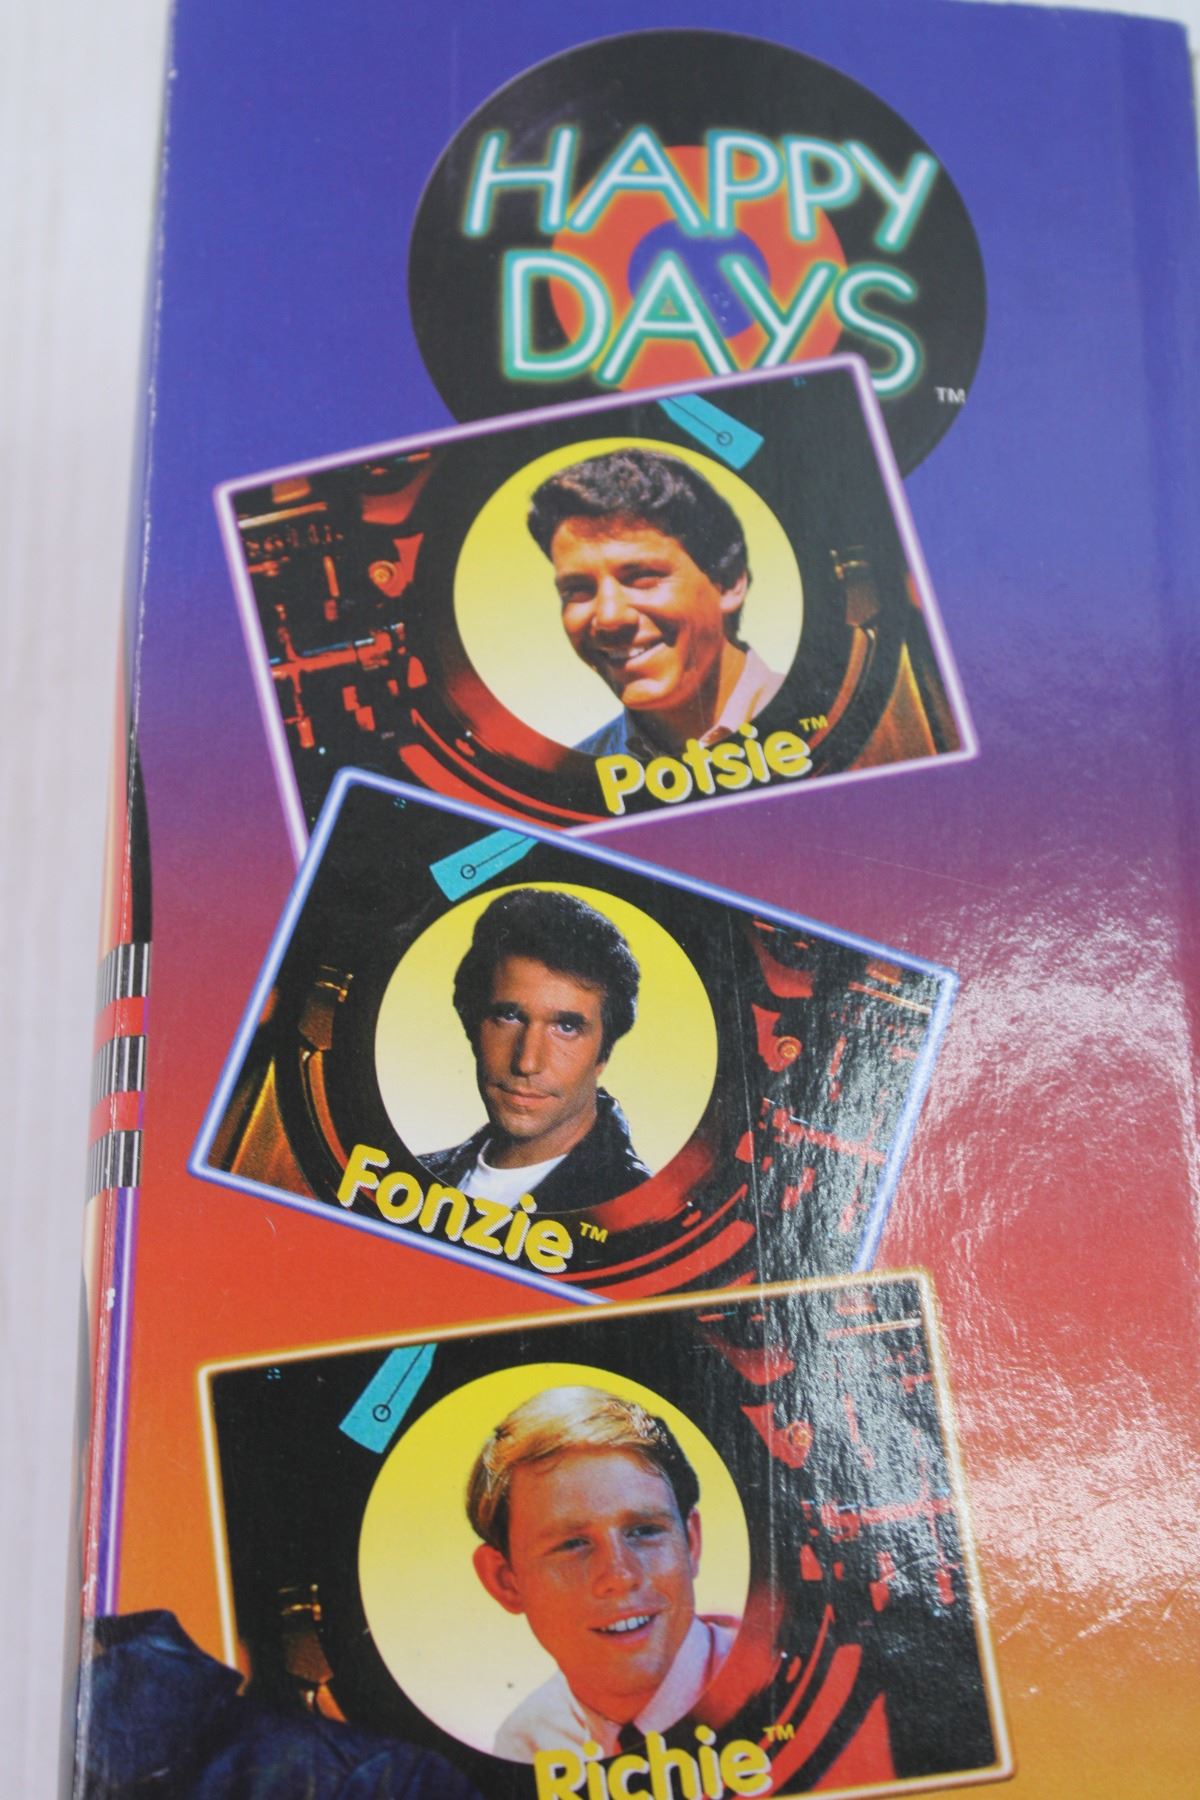 HAPPY
DAYS
TM
Potsie™
Fonzie™
Richie™